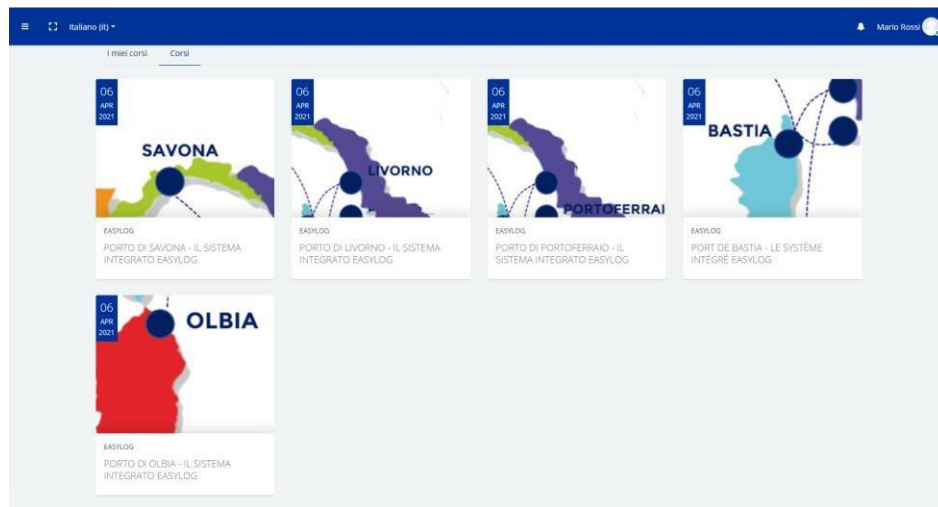 Italiano (it)
Mario Rossi
I miei corsi
Corsi
06
APR
2021
SAVONA
EASYLOG
PORTO DI SAVONA - IL SISTEMA
INTEGRATO EASYLOG
06
APR
2021
LIVORNO
EASYLOG
PORTO DI LIVORNO - IL SISTEMA
INTEGRATO EASYLOG
06
APR
2021
PORTOFERRAI
EASYLOG
PORTO DI PORTOFERRAIO - IL
SISTEMA INTEGRATO EASYLOG
06
APR
2021
BASTIA
EASYLOG
PORT DE BASTIA - LE SYSTÈME
INTÉGRÉ EASYLOG
06
APR
2021
OLBIA
EASYLOG
PORTO DI OLBIA - IL SISTEMA
INTEGRATO EASYLOG